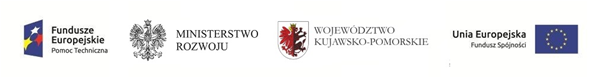 Fundusze
Europejskie
Pomoc Techniczna
MINISTERSTWO
ROZWOJU
WOJEWÓDZTWO
KUJAWSKO-POMORSKIE
Unia Europejska
Fundusz Spójności